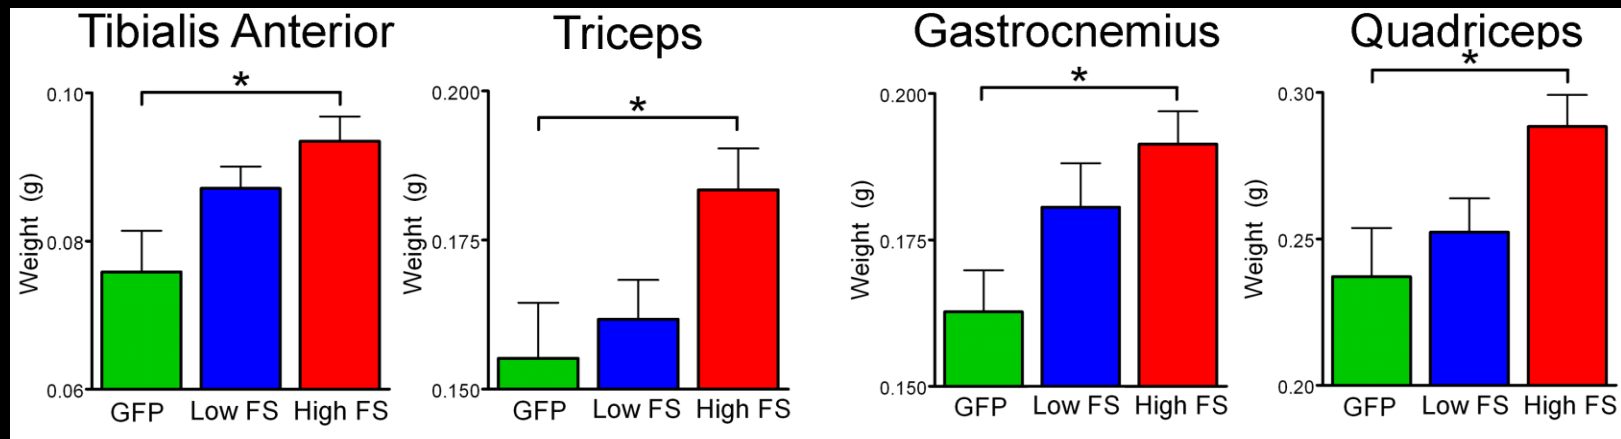 Tibialis Anterior
*
0.10
0.08
0.06
Weight (g)
GFP Low FS High FS
Triceps
*
0.200
0.175
0.150
Weight (g)
GFP Low FS High FS
Gastrocnemius
*
0.200
0.175
0.150
Weight (g)
GFP Low FS High FS
Quadriceps
*
0.30
0.25
0.20
Weight (g)
GFP Low FS High FS